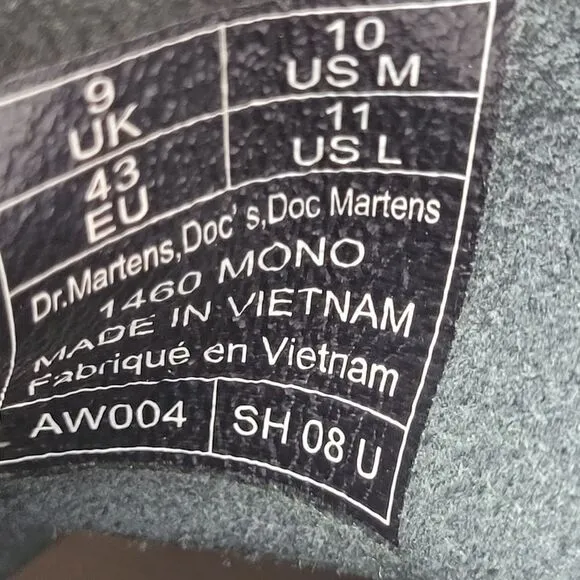 9
UK
10
US M
43
EU
11
US L
Dr.Martens,Doc's,Doc Martens
1460 MONO
MADE IN VIETNAM
Fabriqué en Vietnam
AW004
SH 08 U